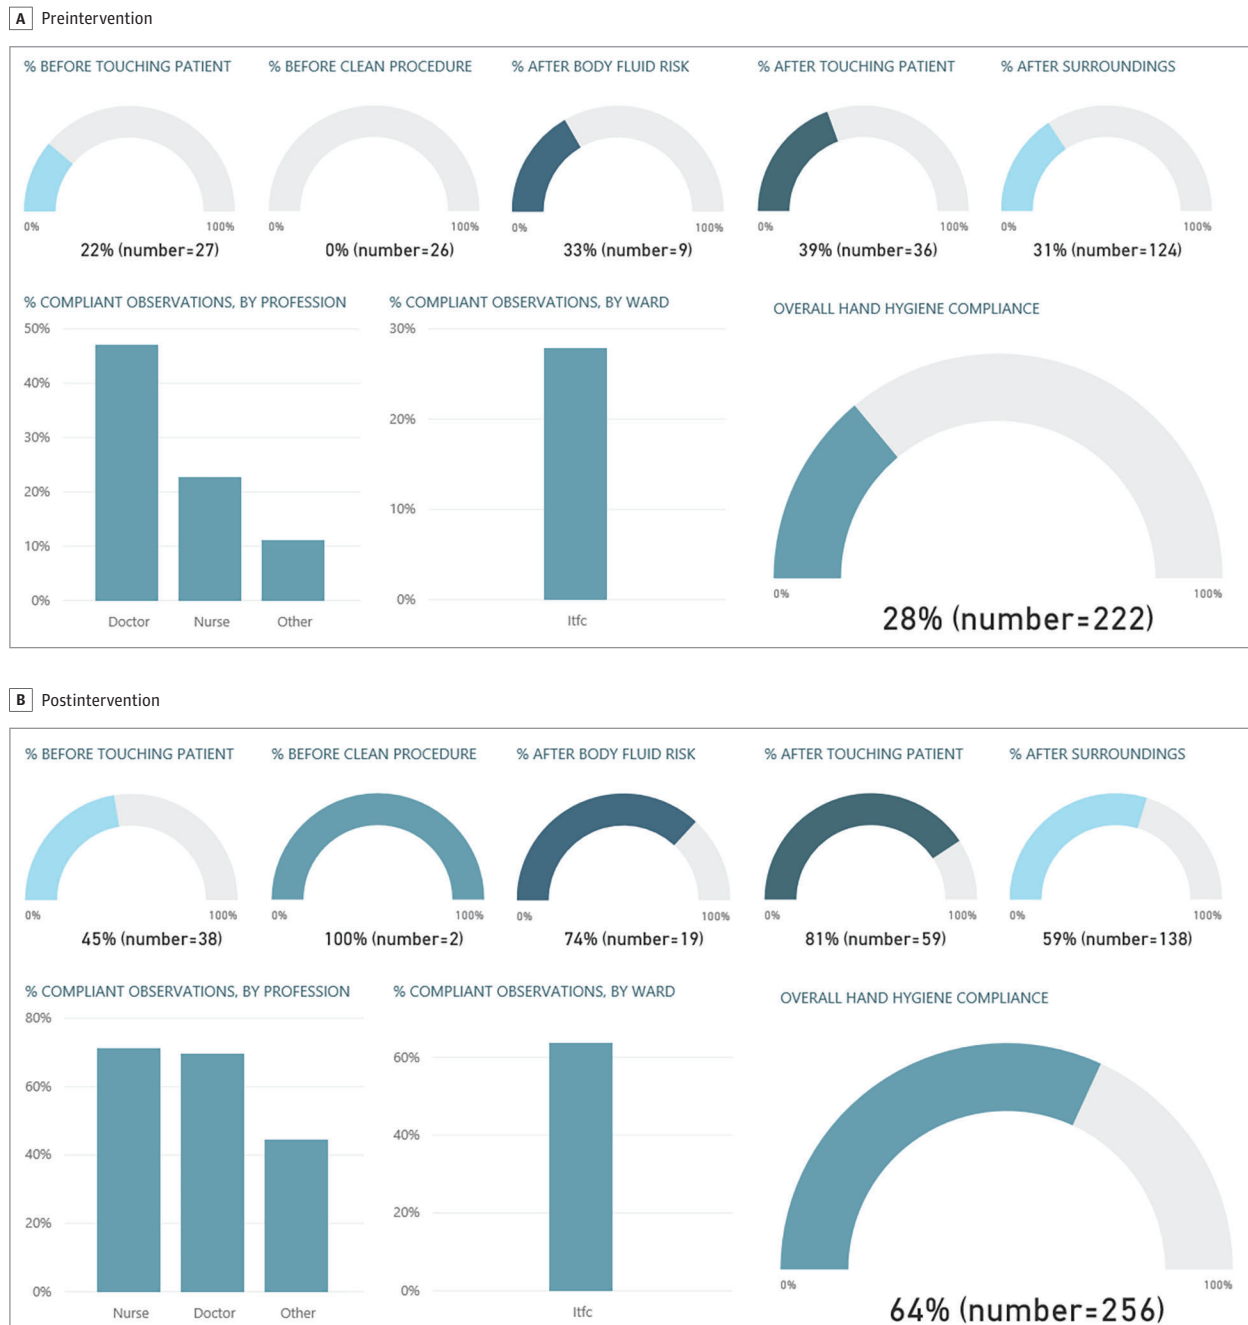 A Preintervention
% BEFORE TOUCHING PATIENT
% BEFORE CLEAN PROCEDURE
% AFTER BODY FLUID RISK
% AFTER TOUCHING PATIENT
% AFTER SURROUNDINGS
0% 100%
0% 100%
0% 100%
0% 100%
0% 100%
22% (number=27)
0% (number=26)
33% (number=9)
39% (number=36)
31% (number=124)
% COMPLIANT OBSERVATIONS, BY PROFESSION
50%
40%
30%
20%
10%
0%
Doctor Nurse Other
% COMPLIANT OBSERVATIONS, BY WARD
30%
20%
10%
0%
Itfc
OVERALL HAND HYGIENE COMPLIANCE
0% 100%
28% (number=222)
B Postintervention
% BEFORE TOUCHING PATIENT
% BEFORE CLEAN PROCEDURE
% AFTER BODY FLUID RISK
% AFTER TOUCHING PATIENT
% AFTER SURROUNDINGS
0% 100%
0% 100%
0% 100%
0% 100%
0% 100%
45% (number=38)
100% (number=2)
74% (number=19)
81% (number=59)
59% (number=138)
% COMPLIANT OBSERVATIONS, BY PROFESSION
80%
60%
40%
20%
0%
Nurse Doctor Other
% COMPLIANT OBSERVATIONS, BY WARD
60%
40%
20%
0%
Itfc
OVERALL HAND HYGIENE COMPLIANCE
0% 100%
64% (number=256)